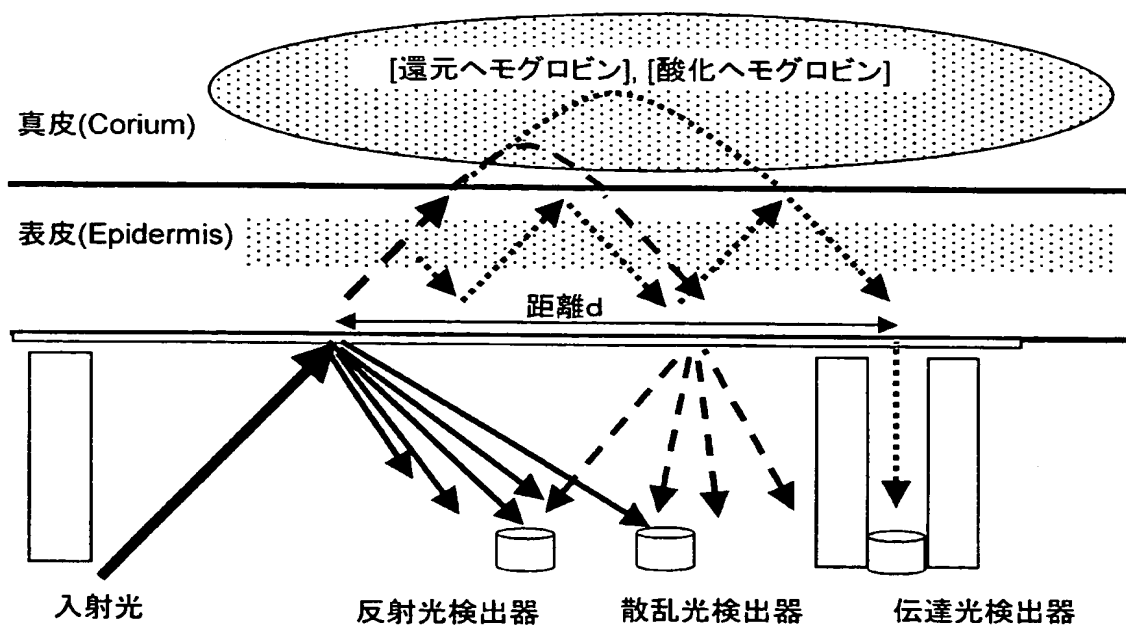 [還元ヘモグロビン], [酸化ヘモグロビン]
真皮(Corium)
表皮(Epidermis)
距離d
入射光
反射光検出器
散乱光検出器
伝達光検出器